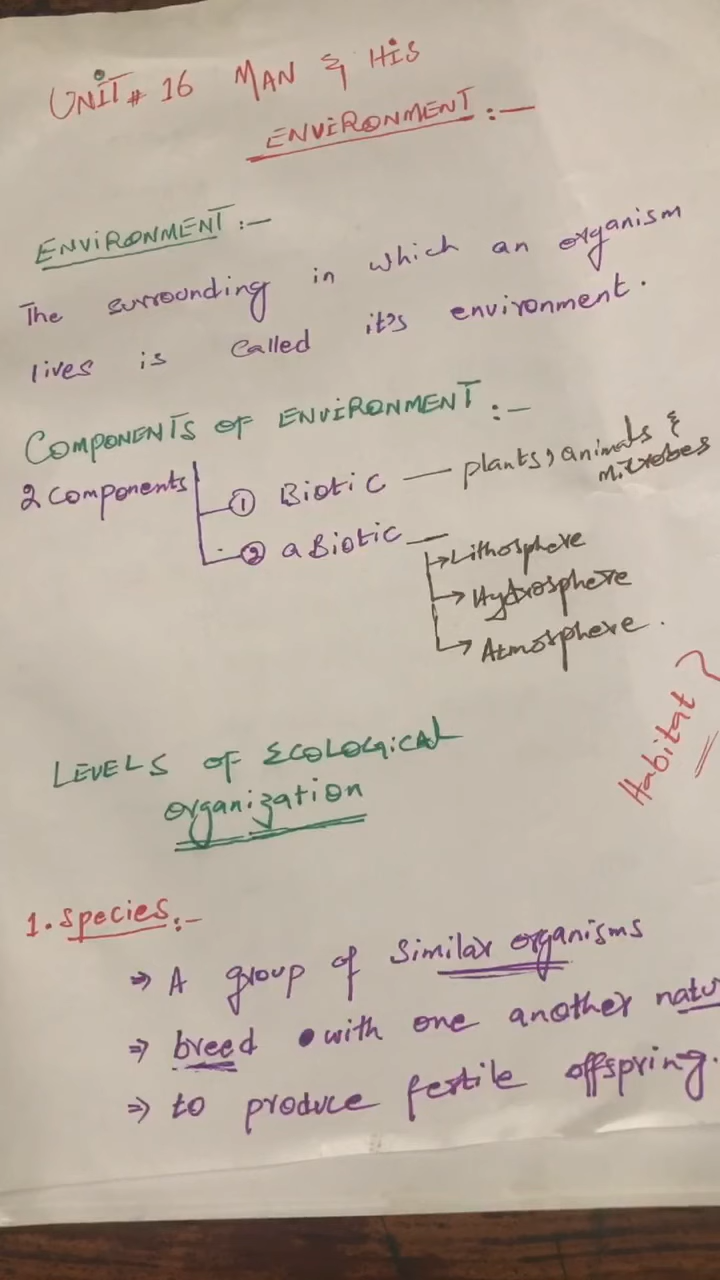 UNIT # 16 MAN & HIS
ENVIRONMENT :-
ENVIRONMENT :-
The surrounding in which an organism
lives is called it's environment.
COMPONENTS OF ENVIRONMENT :-
2 Components
① Biotic — plants, animals &
microbes
② aBiotic —
→ Lithosphere
→ Hydrosphere
→ Atmosphere.
Habitat?
LEVELS OF ECOLOGICAL
organization
1. Species :-
⇒ A group of similar organisms
⇒ breed with one another natu
⇒ to produce fertile offspring.